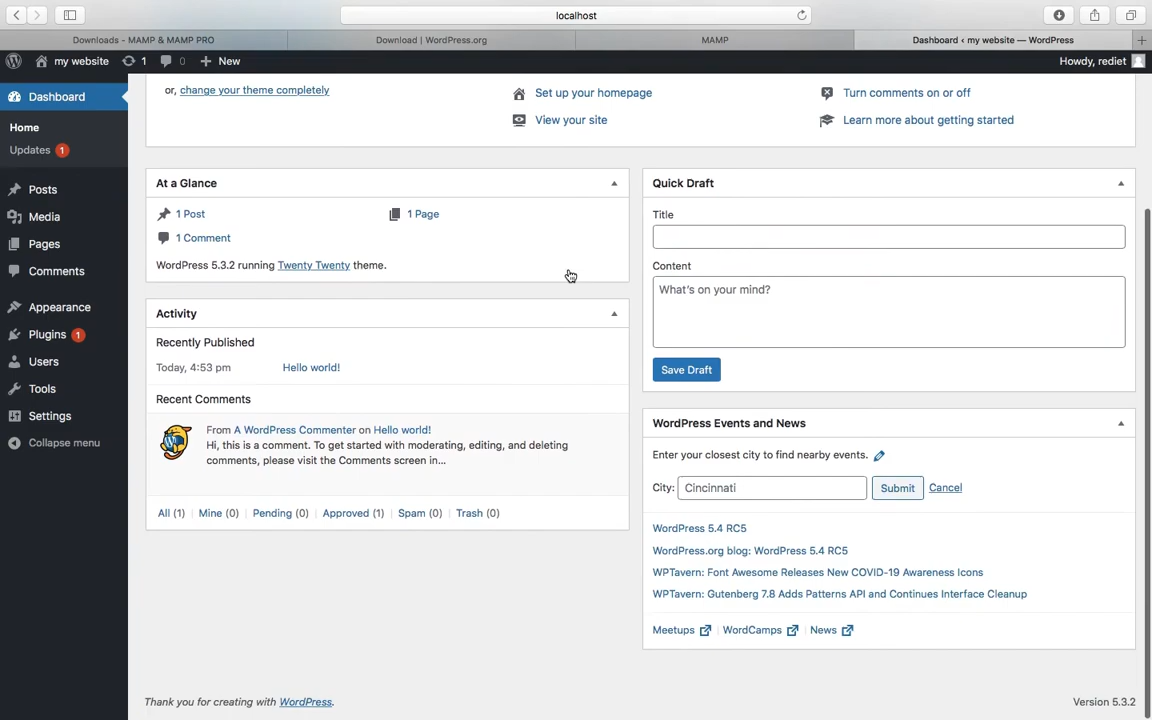 localhost
Downloads - MAMP & MAMP PRO
Download | WordPress.org
MAMP
Dashboard ‹ my website — WordPress
my website
1
0
New
Howdy, rediet
Dashboard
Home
Updates 1
Posts
Media
Pages
Comments
Appearance
Plugins 1
Users
Tools
Settings
Collapse menu
or, change your theme completely
Set up your homepage
View your site
Turn comments on or off
Learn more about getting started
At a Glance
1 Post
1 Page
1 Comment
WordPress 5.3.2 running Twenty Twenty theme.
Activity
Recently Published
Today, 4:53 pm
Hello world!
Recent Comments
From A WordPress Commenter on Hello world!
Hi, this is a comment. To get started with moderating, editing, and deleting
comments, please visit the Comments screen in...
All (1) | Mine (0) | Pending (0) | Approved (1) | Spam (0) | Trash (0)
Quick Draft
Title
Content
What's on your mind?
Save Draft
WordPress Events and News
Enter your closest city to find nearby events.
City: Cincinnati Submit Cancel
WordPress 5.4 RC5
WordPress.org blog: WordPress 5.4 RC5
WPTavern: Font Awesome Releases New COVID-19 Awareness Icons
WPTavern: Gutenberg 7.8 Adds Patterns API and Continues Interface Cleanup
Meetups | WordCamps | News
Thank you for creating with WordPress.
Version 5.3.2